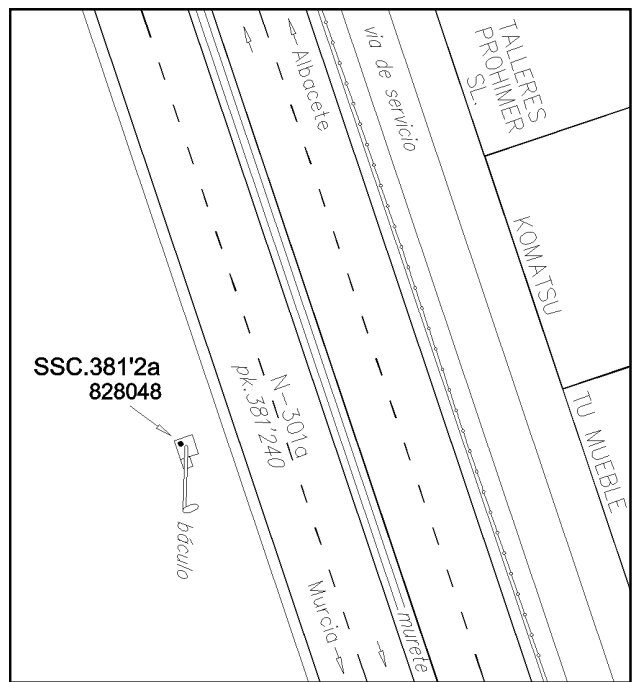 TALLERES
PROHIMER
SL.
Albacete
via de servicio
KOMATSU
SSC.381'2a
828048
N-301a
pk.381'240
TU MUEBLE
báculo
Murcia
murete